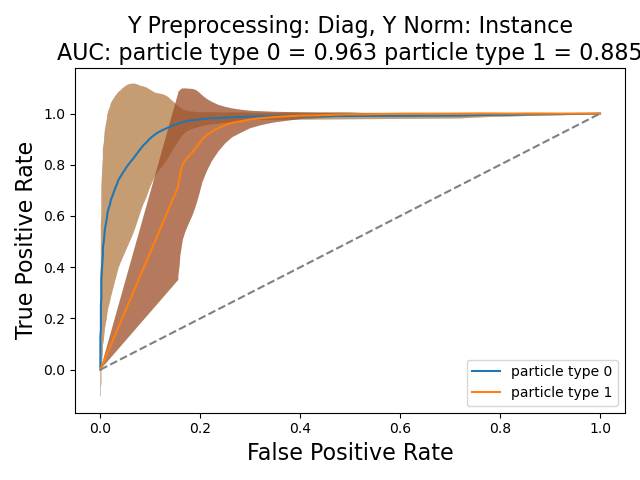 Y Preprocessing: Diag, Y Norm: Instance
AUC: particle type 0 = 0.963 particle type 1 = 0.885
True Positive Rate
1.0
0.8
0.6
0.4
0.2
0.0
particle type 0
particle type 1
0.0 0.2 0.4 0.6 0.8 1.0
False Positive Rate